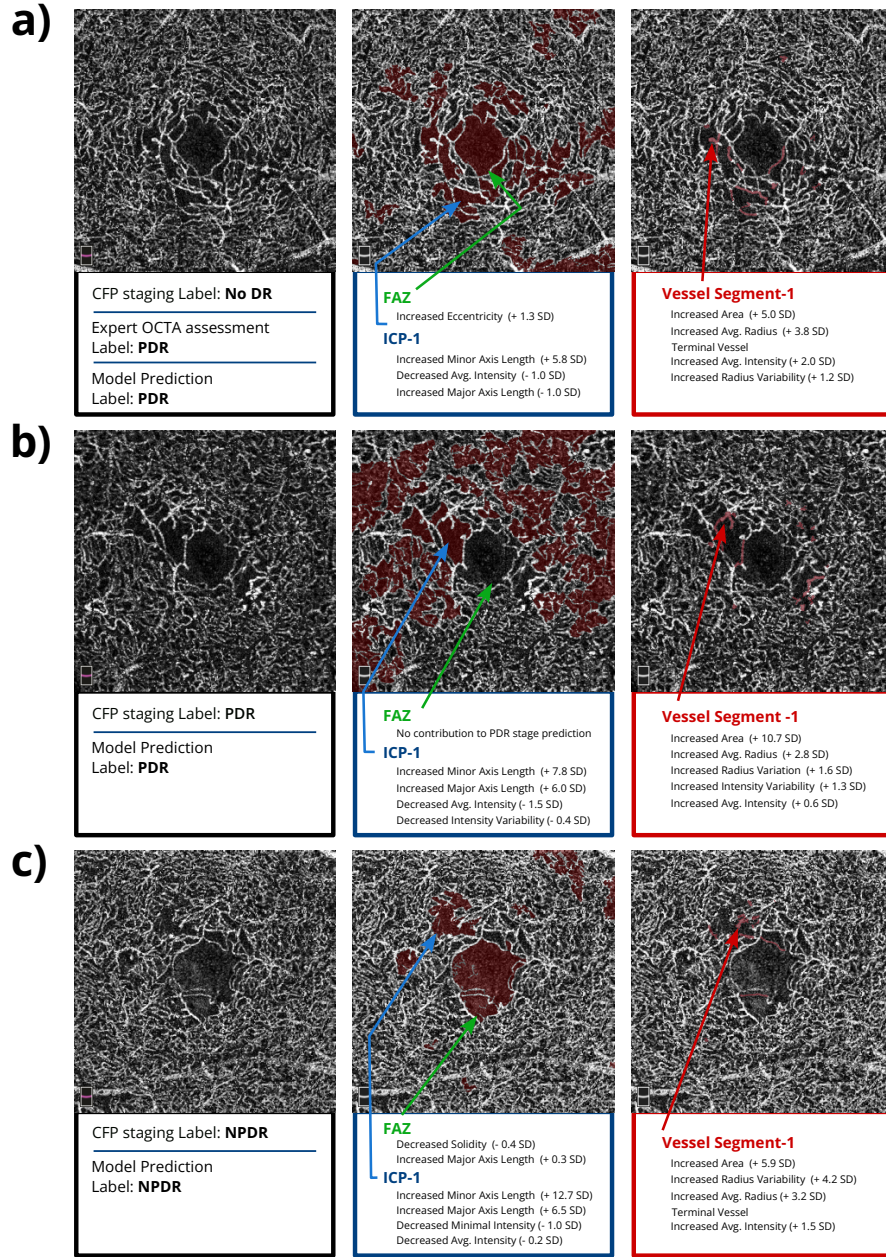 a)
CFP staging Label: No DR
Expert OCTA assessment
Label: PDR
Model Prediction
Label: PDR
FAZ
Increased Eccentricity (+ 1.3 SD)
ICP-1
Increased Minor Axis Length (+ 5.8 SD)
Decreased Avg. Intensity (- 1.0 SD)
Increased Major Axis Length (- 1.0 SD)
Vessel Segment-1
Increased Area (+ 5.0 SD)
Increased Avg. Radius (+ 3.8 SD)
Terminal Vessel
Increased Avg. Intensity (+ 2.0 SD)
Increased Radius Variability (+ 1.2 SD)
b)
CFP staging Label: PDR
Model Prediction
Label: PDR
FAZ
No contribution to PDR stage prediction
ICP-1
Increased Minor Axis Length (+ 7.8 SD)
Increased Major Axis Length (+ 6.0 SD)
Decreased Avg. Intensity (- 1.5 SD)
Decreased Intensity Variability (- 0.4 SD)
Vessel Segment -1
Increased Area (+ 10.7 SD)
Increased Avg. Radius (+ 2.8 SD)
Increased Radius Variation (+ 1.6 SD)
Increased Intensity Variability (+ 1.3 SD)
Increased Avg. Intensity (+ 0.6 SD)
c)
CFP staging Label: NPDR
Model Prediction
Label: NPDR
FAZ
Decreased Solidity (- 0.4 SD)
Increased Major Axis Length (+ 0.3 SD)
ICP-1
Increased Minor Axis Length (+ 12.7 SD)
Increased Major Axis Length (+ 6.5 SD)
Decreased Minimal Intensity (- 1.0 SD)
Decreased Avg. Intensity (- 0.2 SD)
Vessel Segment-1
Increased Area (+ 5.9 SD)
Increased Radius Variability (+ 4.2 SD)
Increased Avg. Radius (+ 3.2 SD)
Terminal Vessel
Increased Avg. Intensity (+ 1.5 SD)